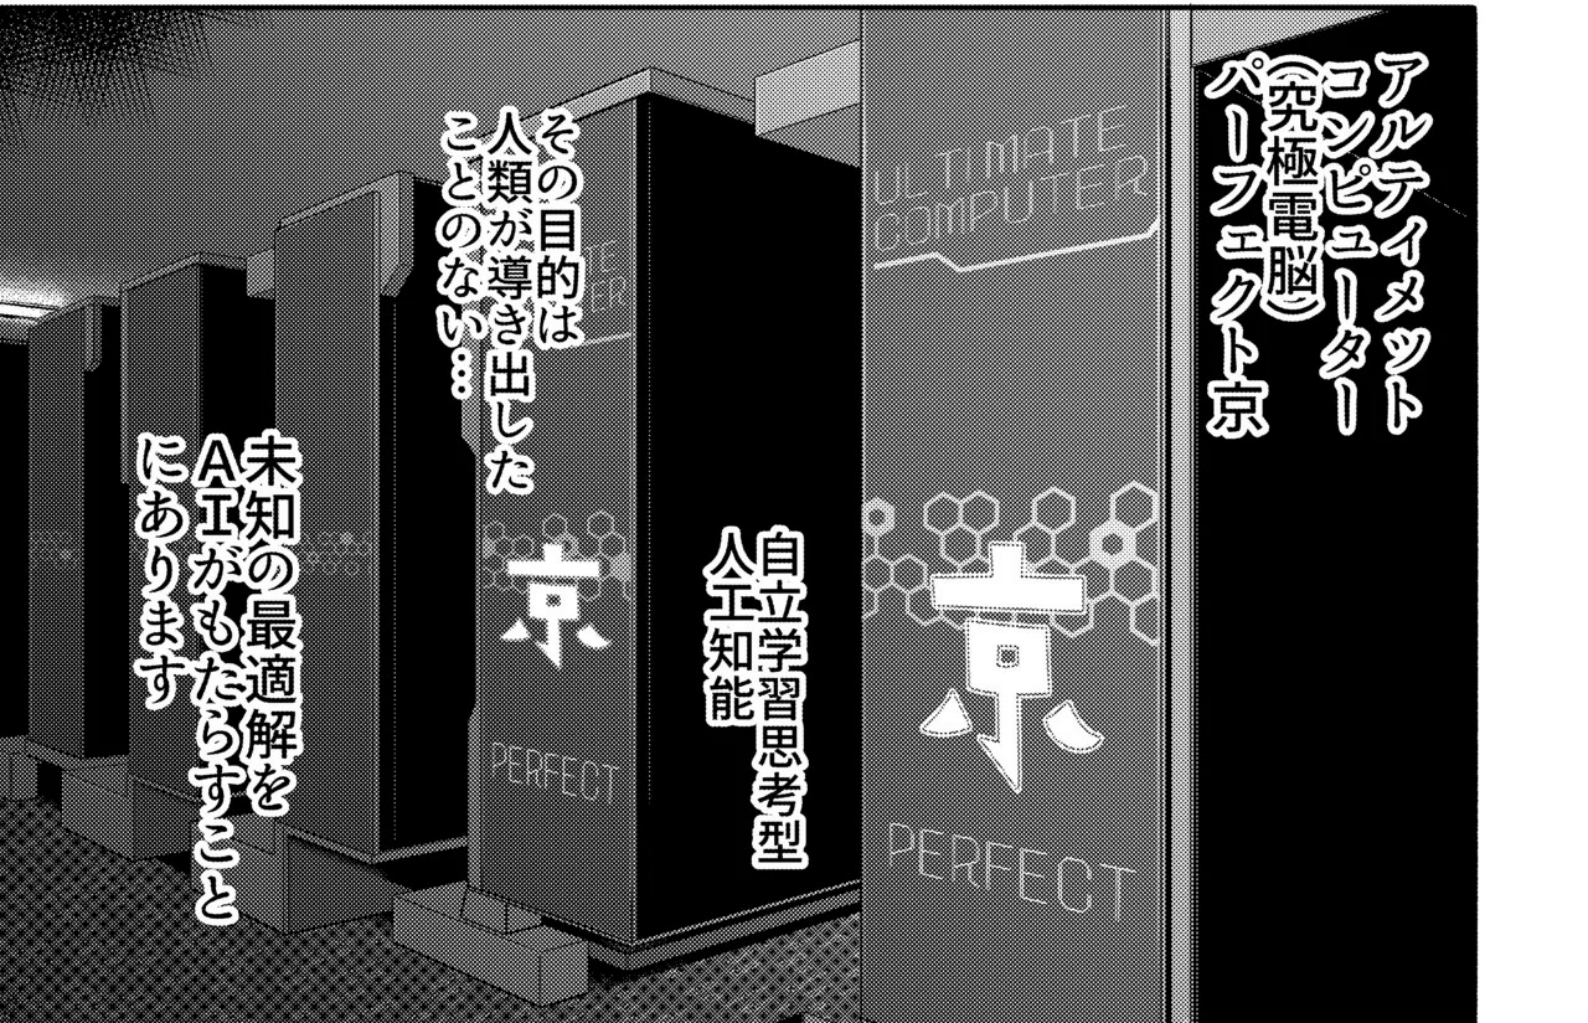 アルティメット
コンピューター
（究極電脳）
パーフェクト京
自立学習思考型
人工知能
その目的は
人類が導き出した
ことのない…
未知の最適解を
ＡＩがもたらすこと
にあります
ULTIMATE
COMPUTER
京
PERFECT
TE
ER
京
PERFECT